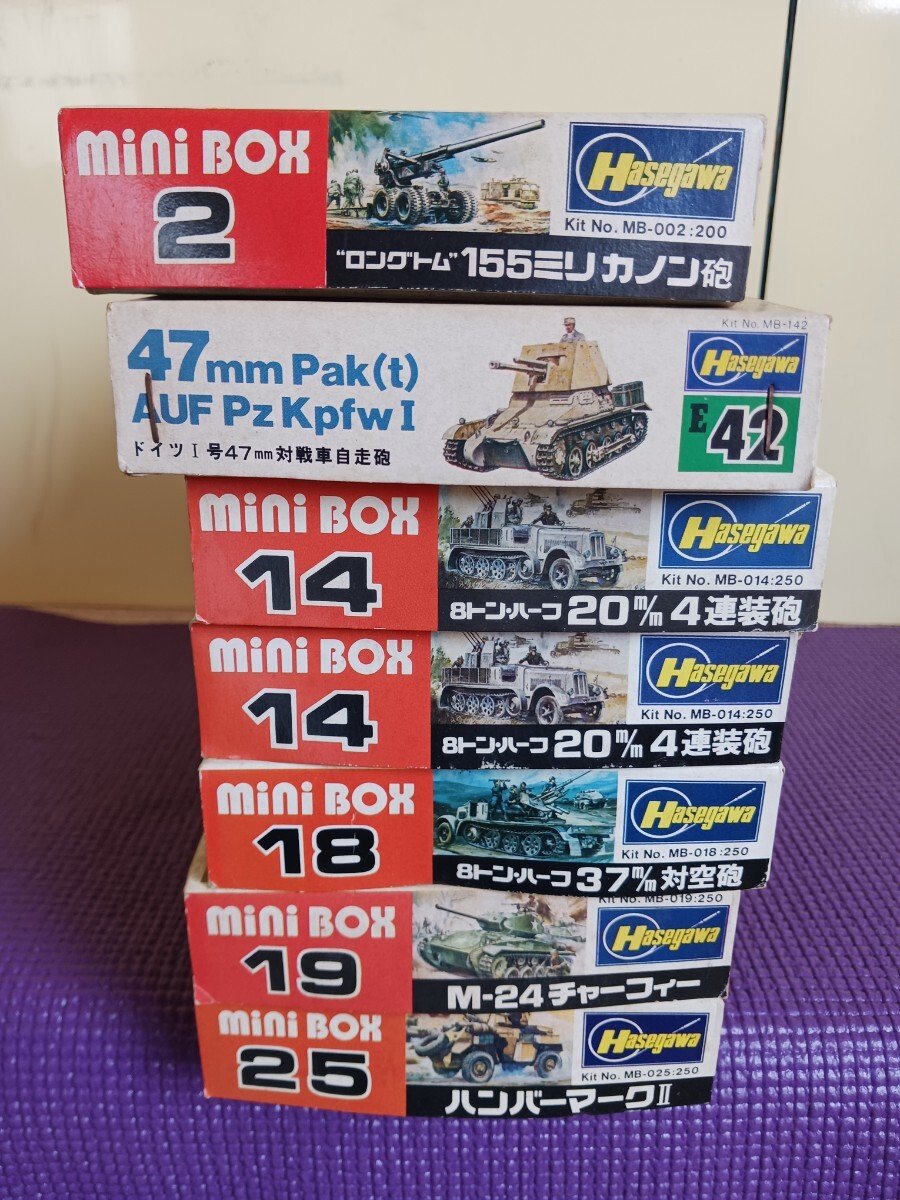 mini BOX
2
Hasegawa
Kit No. MB-002:200
"ロングトム" 155ミリ カノン砲
Kit No. MB-142
47mm Pak(t)
AUF Pz Kpfw I
ドイツ I 号47mm対戦車自走砲
Hasegawa
E 42
mini BOX
14
Hasegawa
Kit No. MB-014:250
8トン・ハーフ 20m/m 4連装砲
mini BOX
14
Hasegawa
Kit No. MB-014:250
8トン・ハーフ 20m/m 4連装砲
mini BOX
18
Hasegawa
Kit No. MB-018:250
8トン・ハーフ 37m/m 対空砲
mini BOX
19
Kit No. MB-019:250
Hasegawa
M-24チャーフィー
mini BOX
25
Hasegawa
Kit No. MB-025:250
ハンバーマークII